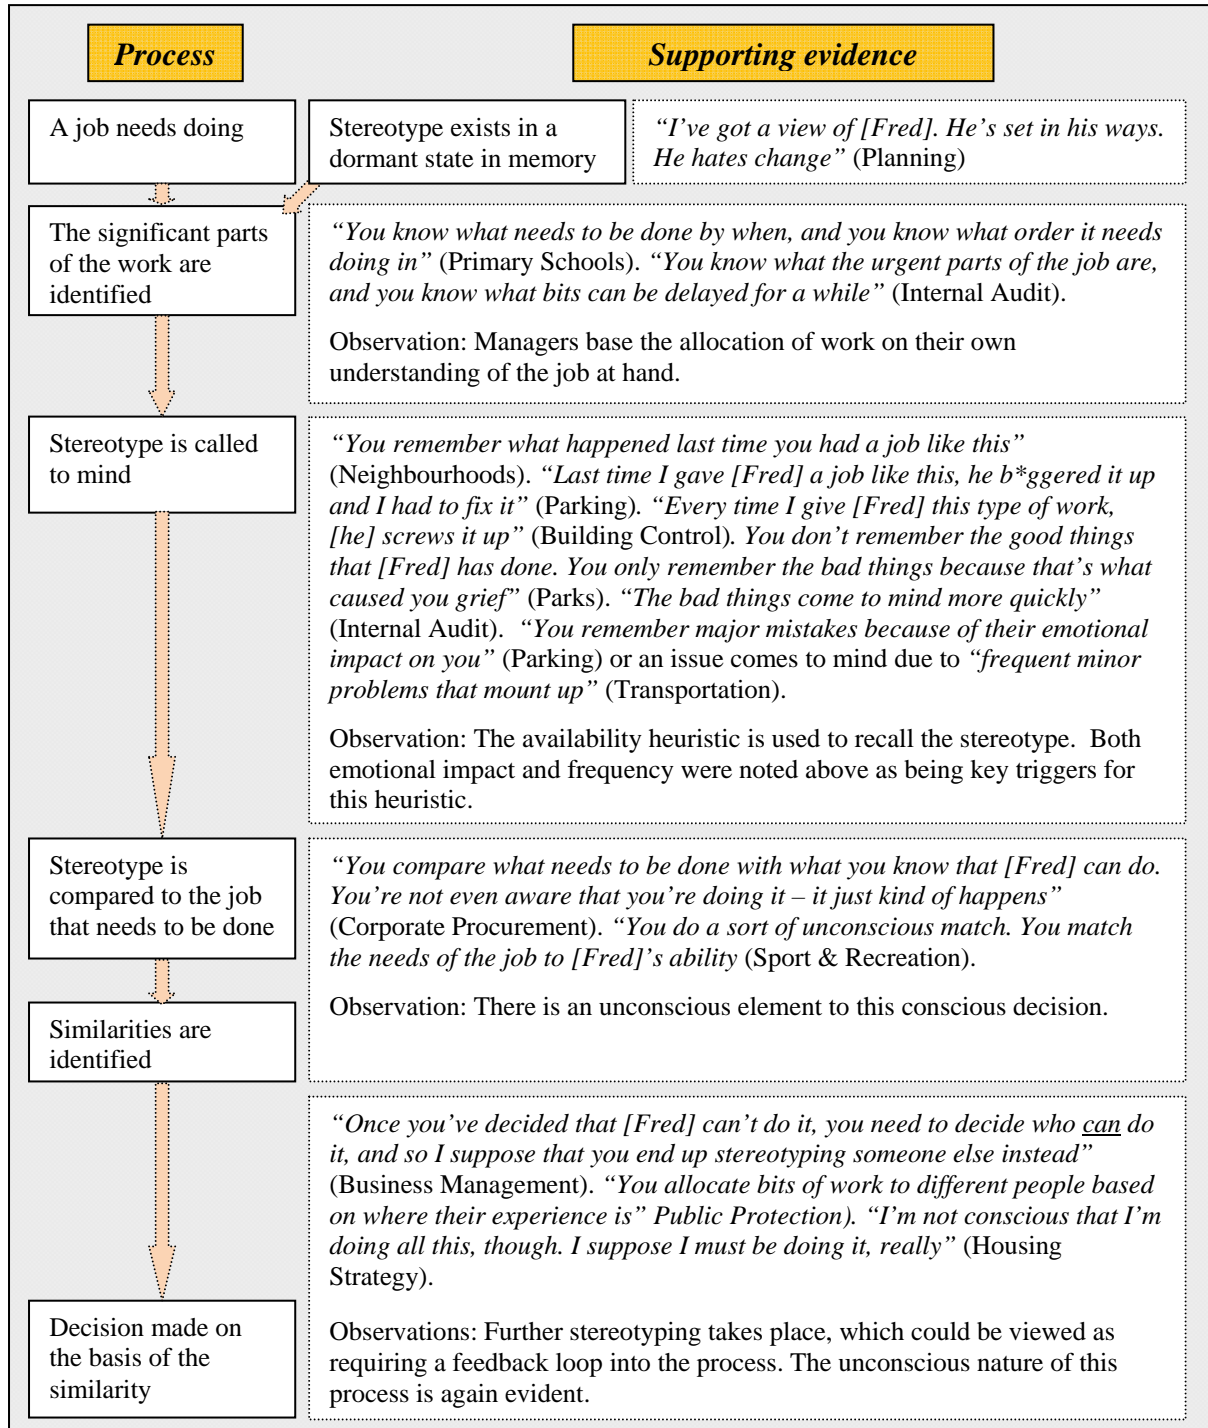 Process
Supporting evidence
A job needs doing
Stereotype exists in a
dormant state in memory
“I’ve got a view of [Fred]. He’s set in his ways.
He hates change” (Planning)
The significant parts
of the work are
identified
“You know what needs to be done by when, and you know what order it needs
doing in” (Primary Schools). “You know what the urgent parts of the job are,
and you know what bits can be delayed for a while” (Internal Audit).
Observation: Managers base the allocation of work on their own
understanding of the job at hand.
Stereotype is called
to mind
“You remember what happened last time you had a job like this”
(Neighbourhoods). “Last time I gave [Fred] a job like this, he b*ggered it up
and I had to fix it” (Parking). “Every time I give [Fred] this type of work,
[he] screws it up” (Building Control). You don’t remember the good things
that [Fred] has done. You only remember the bad things because that’s what
caused you grief” (Parks). “The bad things come to mind more quickly”
(Internal Audit). “You remember major mistakes because of their emotional
impact on you” (Parking) or an issue comes to mind due to “frequent minor
problems that mount up” (Transportation).
Observation: The availability heuristic is used to recall the stereotype. Both
emotional impact and frequency were noted above as being key triggers for
this heuristic.
Stereotype is
compared to the job
that needs to be done
“You compare what needs to be done with what you know that [Fred] can do.
You’re not even aware that you’re doing it – it just kind of happens”
(Corporate Procurement). “You do a sort of unconscious match. You match
the needs of the job to [Fred]’s ability (Sport & Recreation).
Observation: There is an unconscious element to this conscious decision.
Similarities are
identified
“Once you’ve decided that [Fred] can’t do it, you need to decide who can do
it, and so I suppose that you end up stereotyping someone else instead”
(Business Management). “You allocate bits of work to different people based
on where their experience is” Public Protection). “I’m not conscious that I’m
doing all this, though. I suppose I must be doing it, really” (Housing
Strategy).
Observations: Further stereotyping takes place, which could be viewed as
requiring a feedback loop into the process. The unconscious nature of this
process is again evident.
Decision made on
the basis of the
similarity